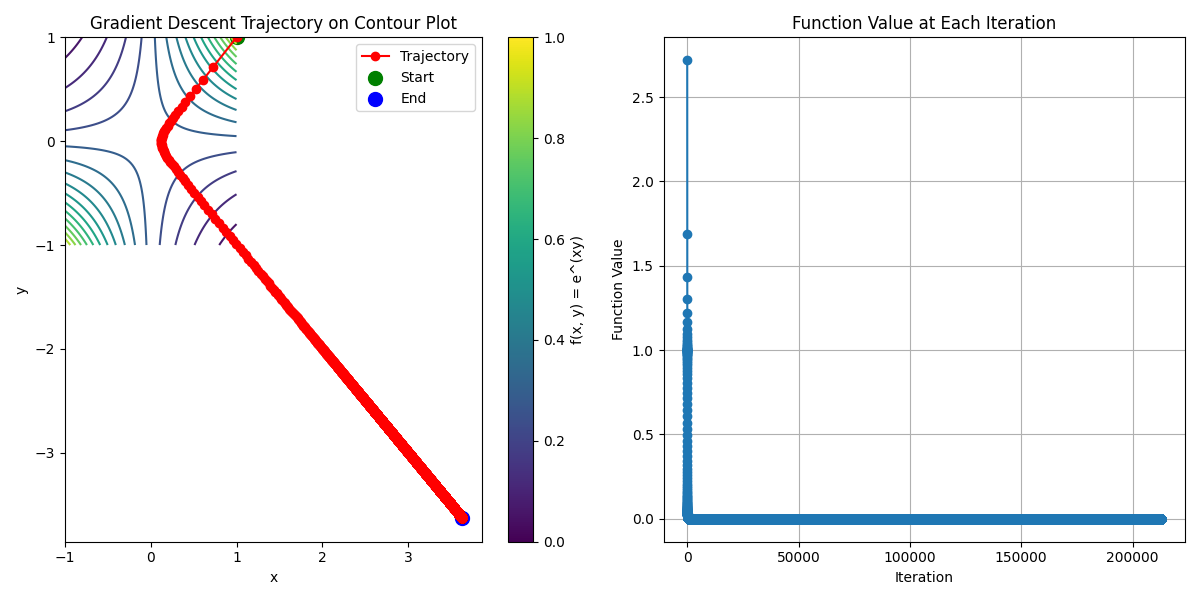 Gradient Descent Trajectory on Contour Plot
Trajectory
Start
End
1
0
−1
−2
−3
y
−1
0
1
2
3
x
1.0
0.8
0.6
0.4
0.2
0.0
f(x, y) = e^(xy)
Function Value at Each Iteration
2.5
2.0
1.5
1.0
0.5
0.0
Function Value
0
50000
100000
150000
200000
Iteration